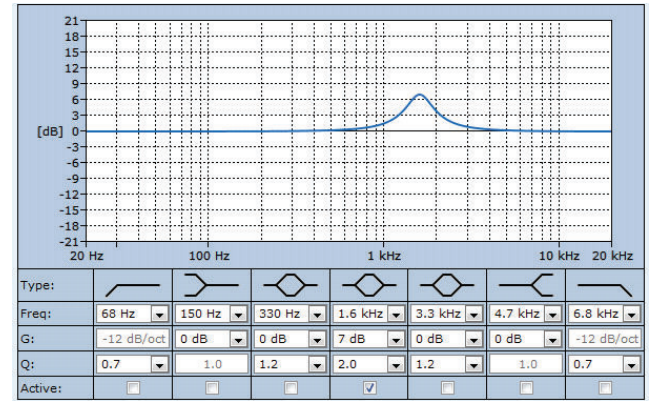 21
18
15
12
9
6
3
[dB] 0
-3
-6
-9
-12
-15
-18
-21
20 Hz 100 Hz 1 kHz 10 kHz 20 kHz
Type:
Freq: 68 Hz 150 Hz 330 Hz 1.6 kHz 3.3 kHz 4.7 kHz 6.8 kHz
G: -12 dB/oct 0 dB 0 dB 7 dB 0 dB 0 dB -12 dB/oct
Q: 0.7 1.0 1.2 2.0 1.2 1.0 0.7
Active: